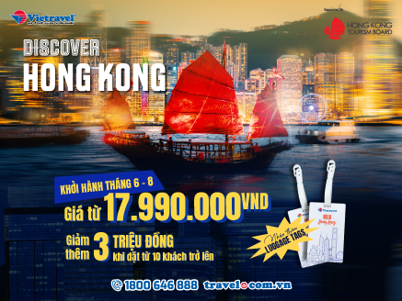 Vietravel
HONG KONG
TOURISM BOARD
DISCOVER
HONG KONG
KHỞI HÀNH THÁNG 6 - 8
Giá từ 17.990.000VND
Giảm thêm 3 TRIỆU ĐỒNG
khi đặt từ 10 khách trở lên
LUGGAGE TAGS
1800 646 888 travel.com.vn